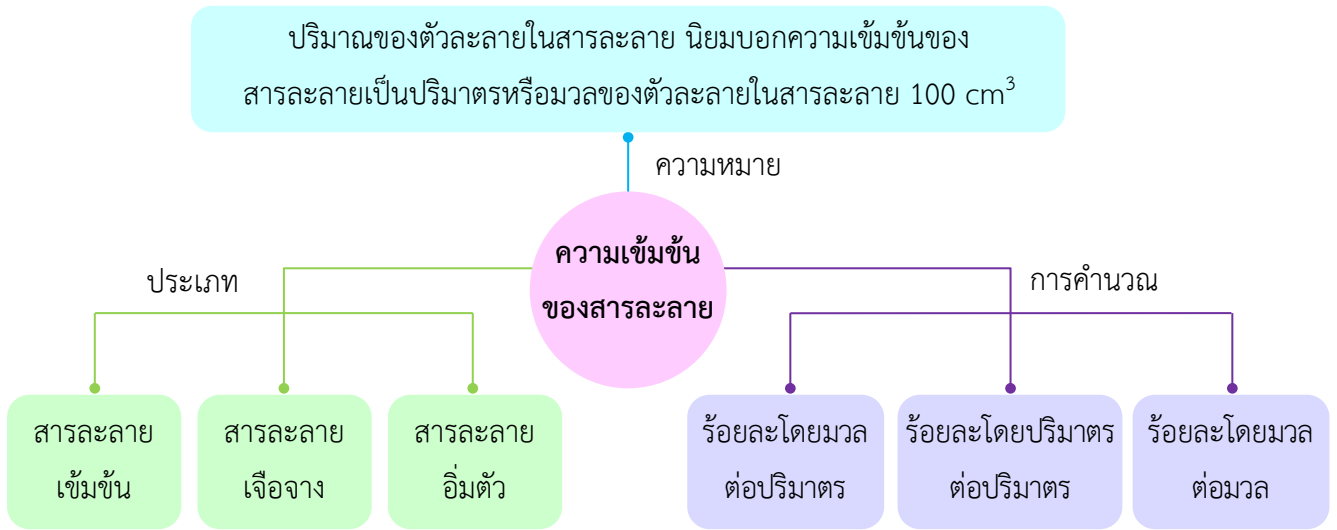 ปริมาณของตัวละลายในสารละลาย นิยมบอกความเข้มข้นของ
สารละลายเป็นปริมาตรหรือมวลของตัวละลายในสารละลาย 100 cm³
ความหมาย
ความเข้มข้น
ของสารละลาย
ประเภท
การคำนวณ
สารละลาย
เข้มข้น
สารละลาย
เจือจาง
สารละลาย
อิ่มตัว
ร้อยละโดยมวล
ต่อปริมาตร
ร้อยละโดยปริมาตร
ต่อปริมาตร
ร้อยละโดยมวล
ต่อมวล